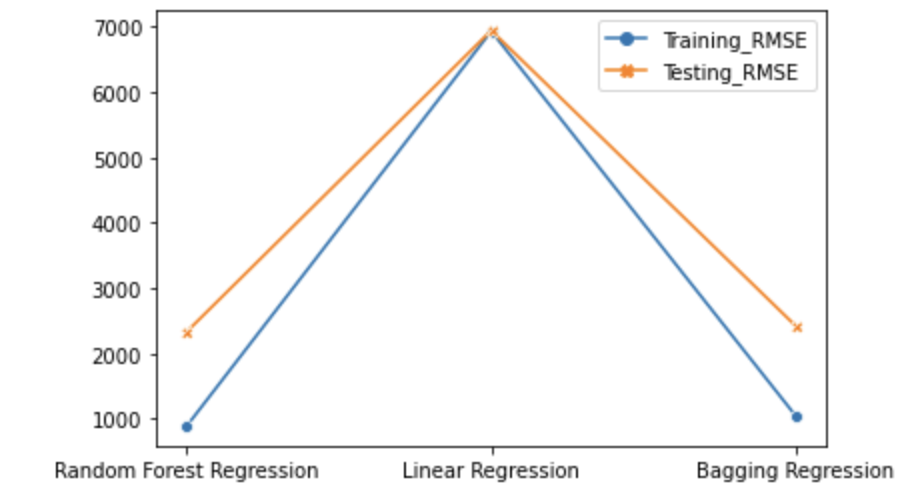 7000
6000
5000
4000
3000
2000
1000
Training_RMSE
Testing_RMSE
Random Forest Regression
Linear Regression
Bagging Regression